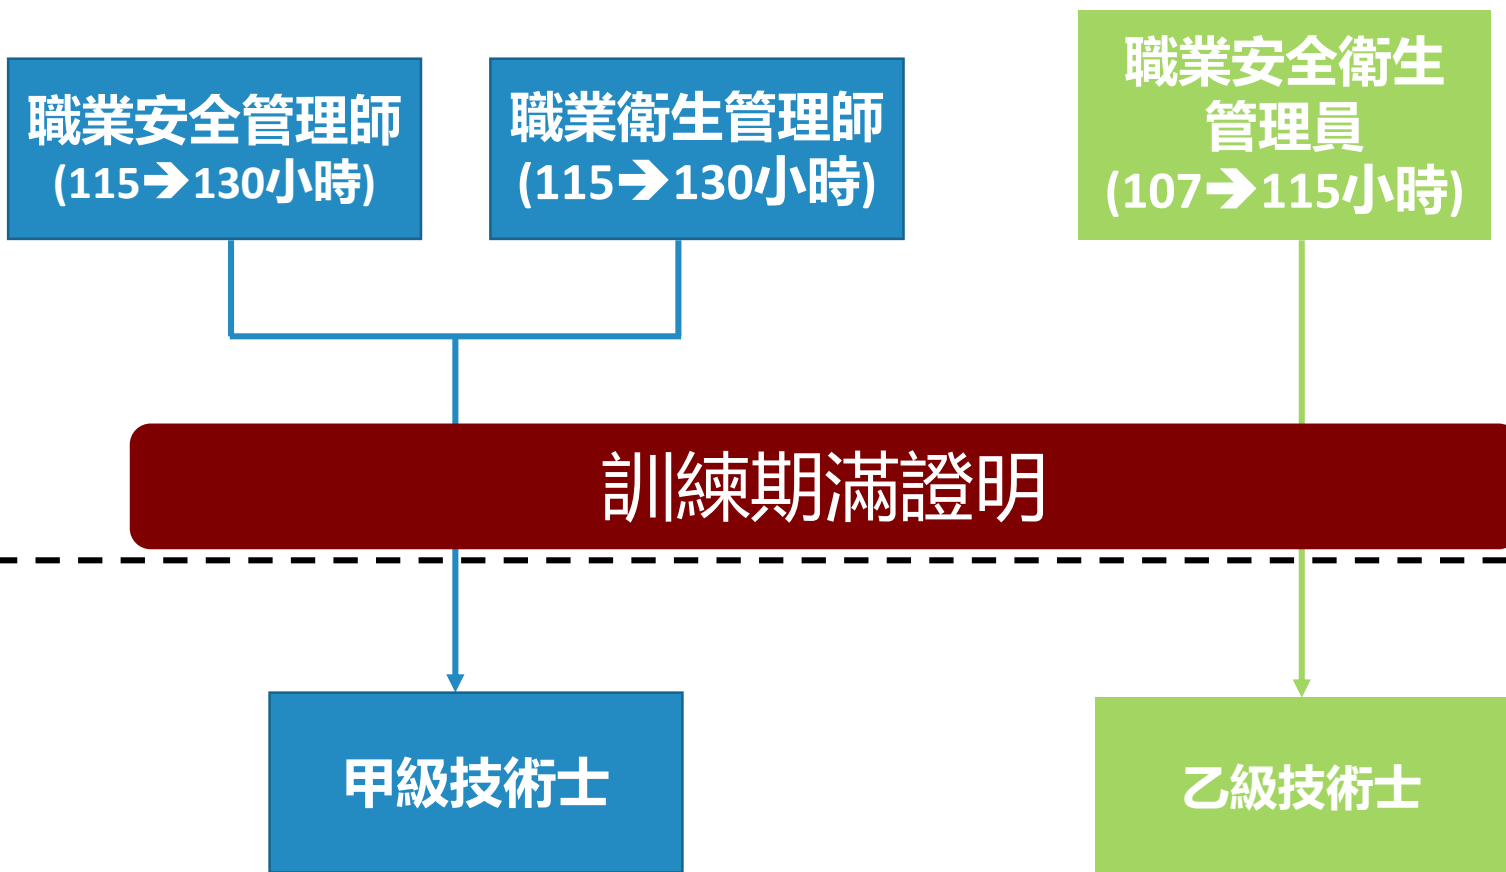 職業安全管理師
(115➔130小時)
職業衛生管理師
(115➔130小時)
職業安全衛生
管理員
(107➔115小時)
訓練期滿證明
甲級技術士
乙級技術士